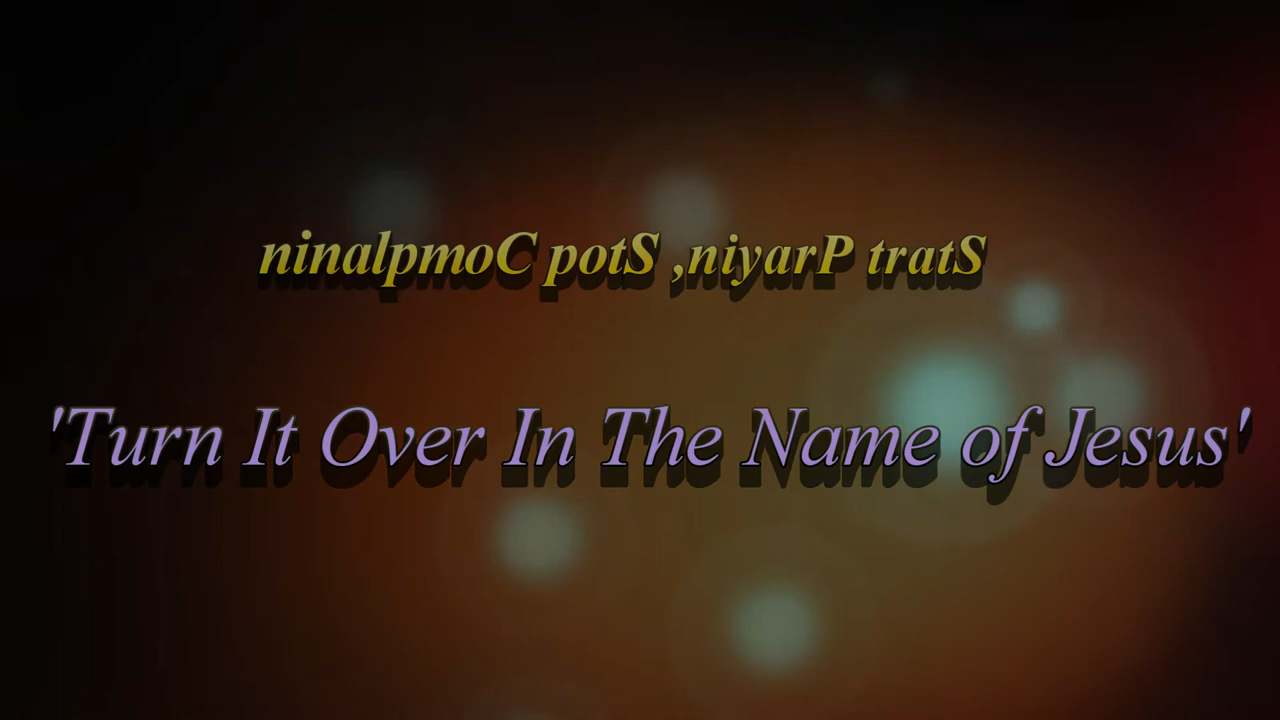 ninalpmoC potS ,niyarP tratS
'Turn It Over In The Name of Jesus'